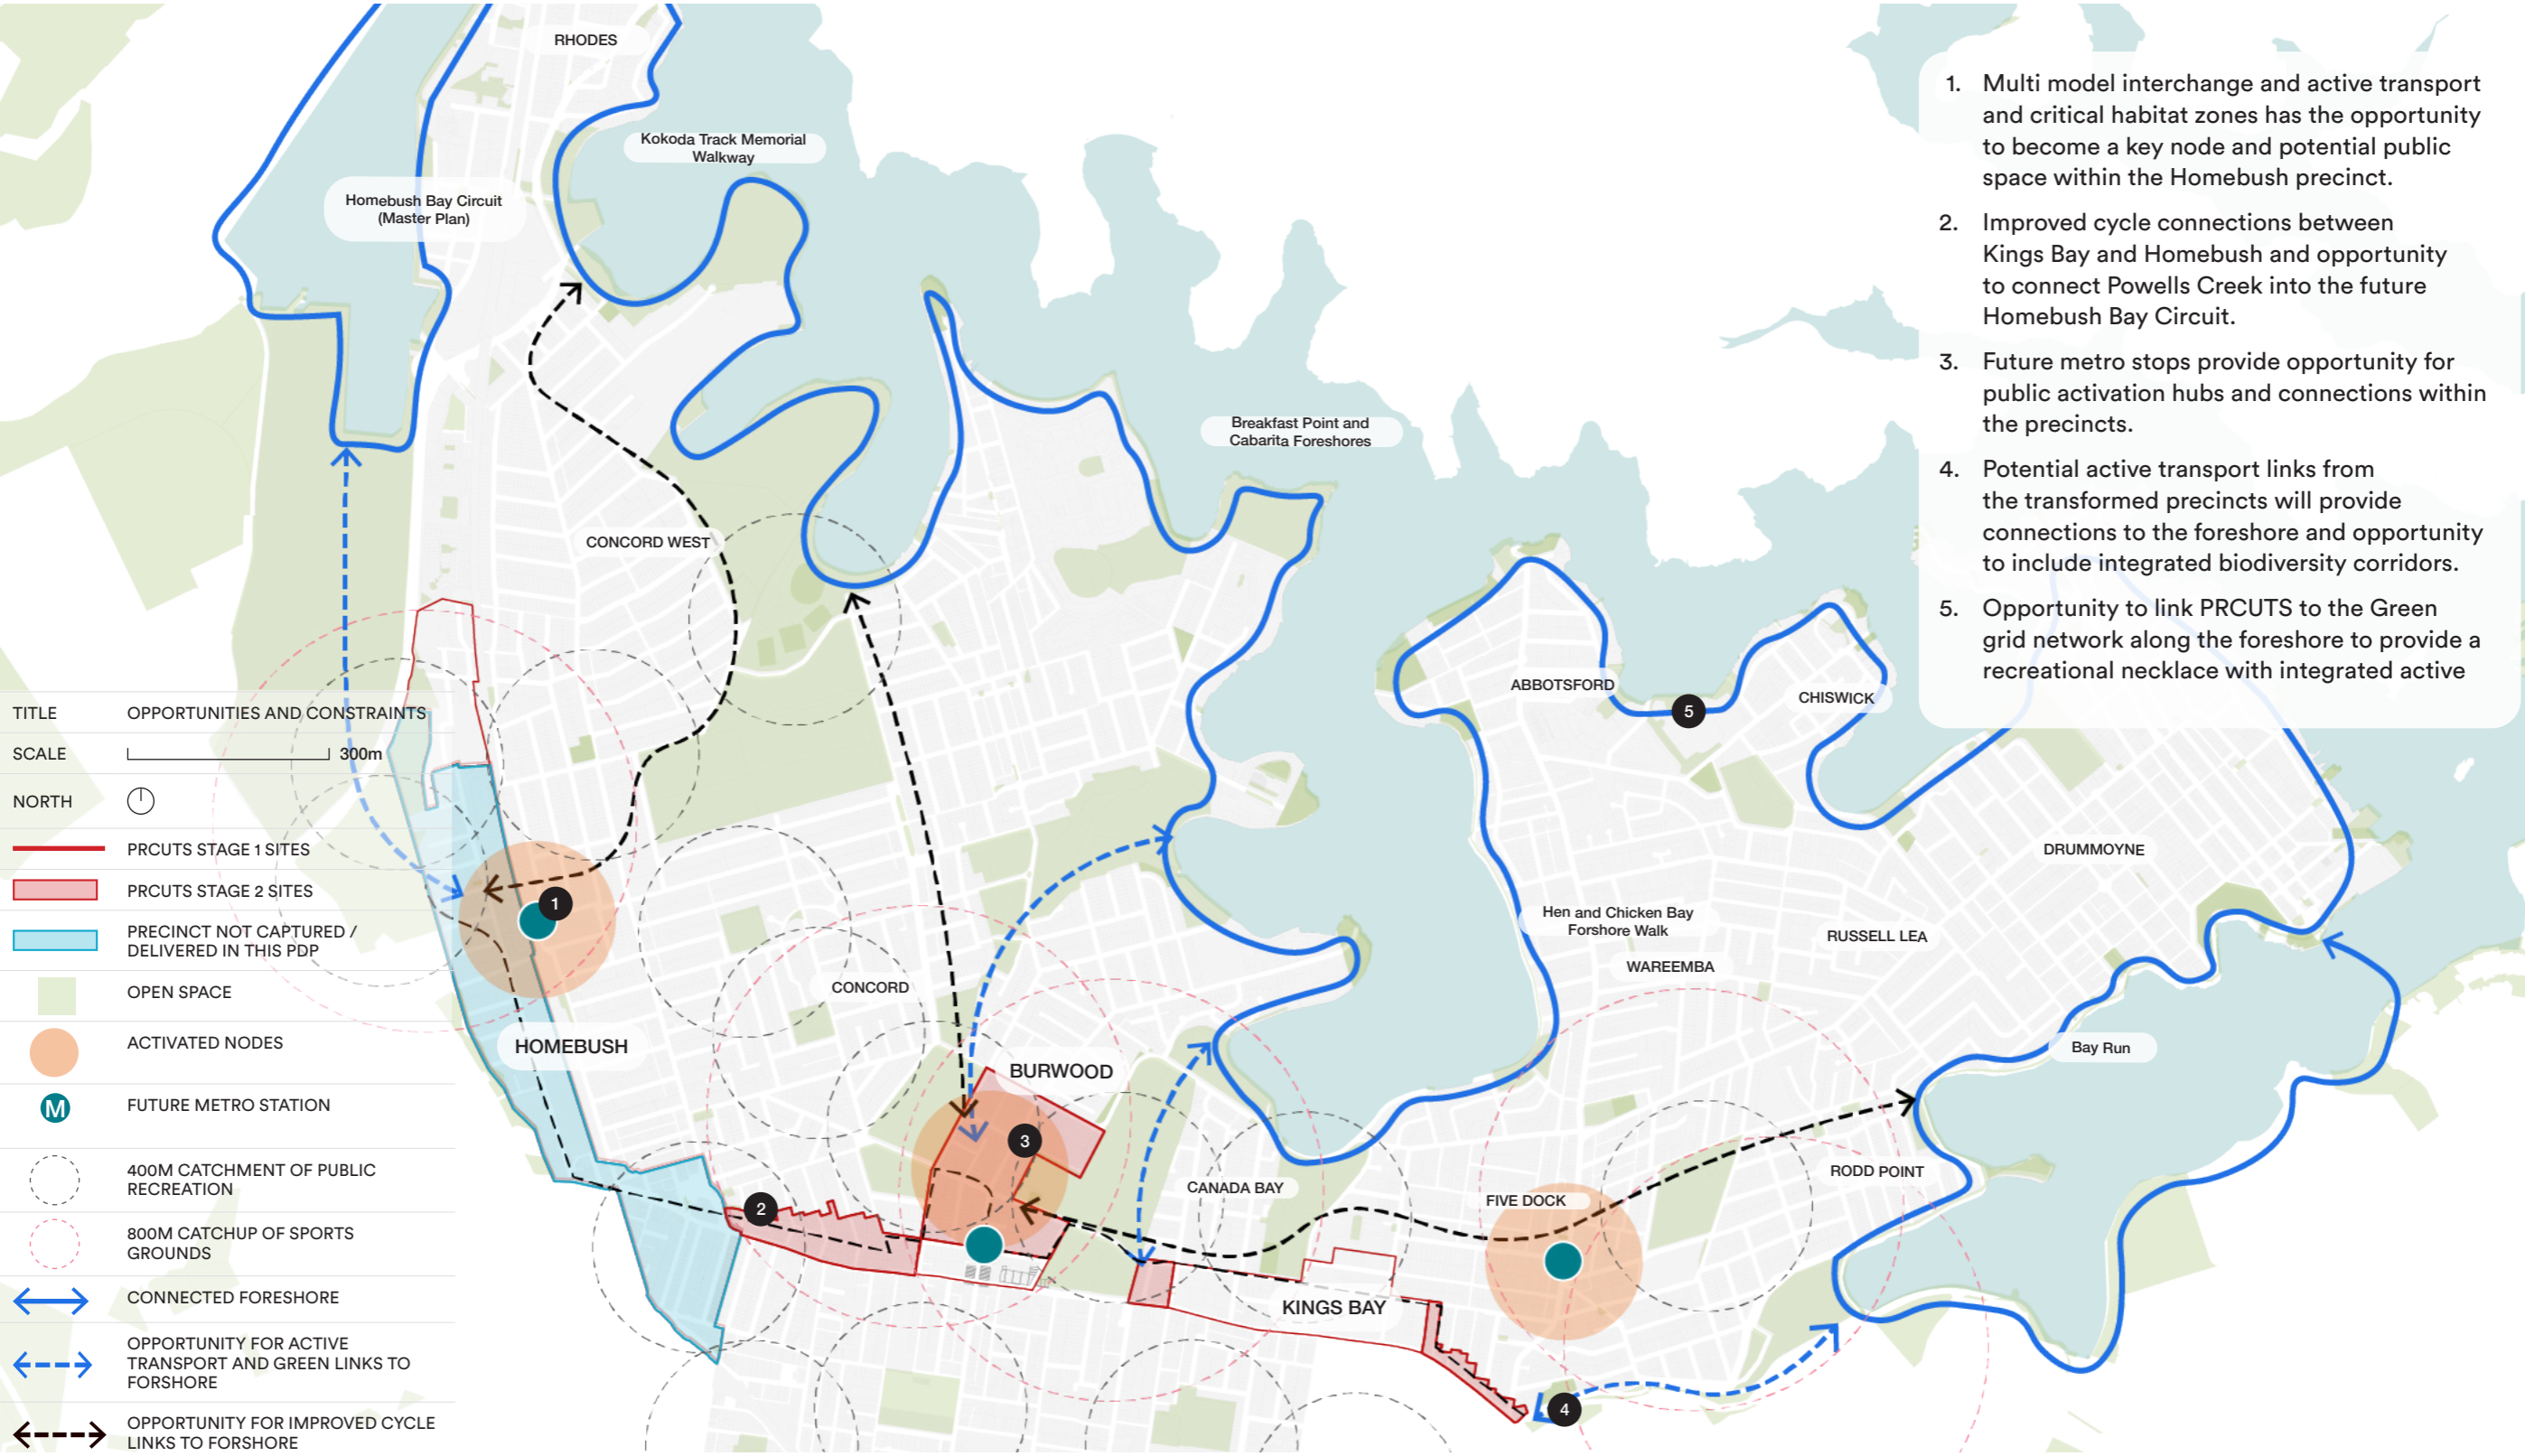 RHODES
Kokoda Track Memorial
Walkway
Homebush Bay Circuit
(Master Plan)
Breakfast Point and
Cabarita Foreshores
CONCORD WEST
ABBOTSFORD
5
CHISWICK
DRUMMOYNE
1
Hen and Chicken Bay
Forshore Walk
RUSSELL LEA
WAREEMBA
CONCORD
HOMEBUSH
BURWOOD
Bay Run
3
2
CANADA BAY
FIVE DOCK
RODD POINT
KINGS BAY
4
1. Multi model interchange and active transport
and critical habitat zones has the opportunity
to become a key node and potential public
space within the Homebush precinct.
2. Improved cycle connections between
Kings Bay and Homebush and opportunity
to connect Powells Creek into the future
Homebush Bay Circuit.
3. Future metro stops provide opportunity for
public activation hubs and connections within
the precincts.
4. Potential active transport links from
the transformed precincts will provide
connections to the foreshore and opportunity
to include integrated biodiversity corridors.
5. Opportunity to link PRCUTS to the Green
grid network along the foreshore to provide a
recreational necklace with integrated active
TITLE OPPORTUNITIES AND CONSTRAINTS
SCALE 300m
NORTH
PRCUTS STAGE 1 SITES
PRCUTS STAGE 2 SITES
PRECINCT NOT CAPTURED /
DELIVERED IN THIS PDP
OPEN SPACE
ACTIVATED NODES
M FUTURE METRO STATION
400M CATCHMENT OF PUBLIC
RECREATION
800M CATCHUP OF SPORTS
GROUNDS
CONNECTED FORESHORE
OPPORTUNITY FOR ACTIVE
TRANSPORT AND GREEN LINKS TO
FORSHORE
OPPORTUNITY FOR IMPROVED CYCLE
LINKS TO FORSHORE